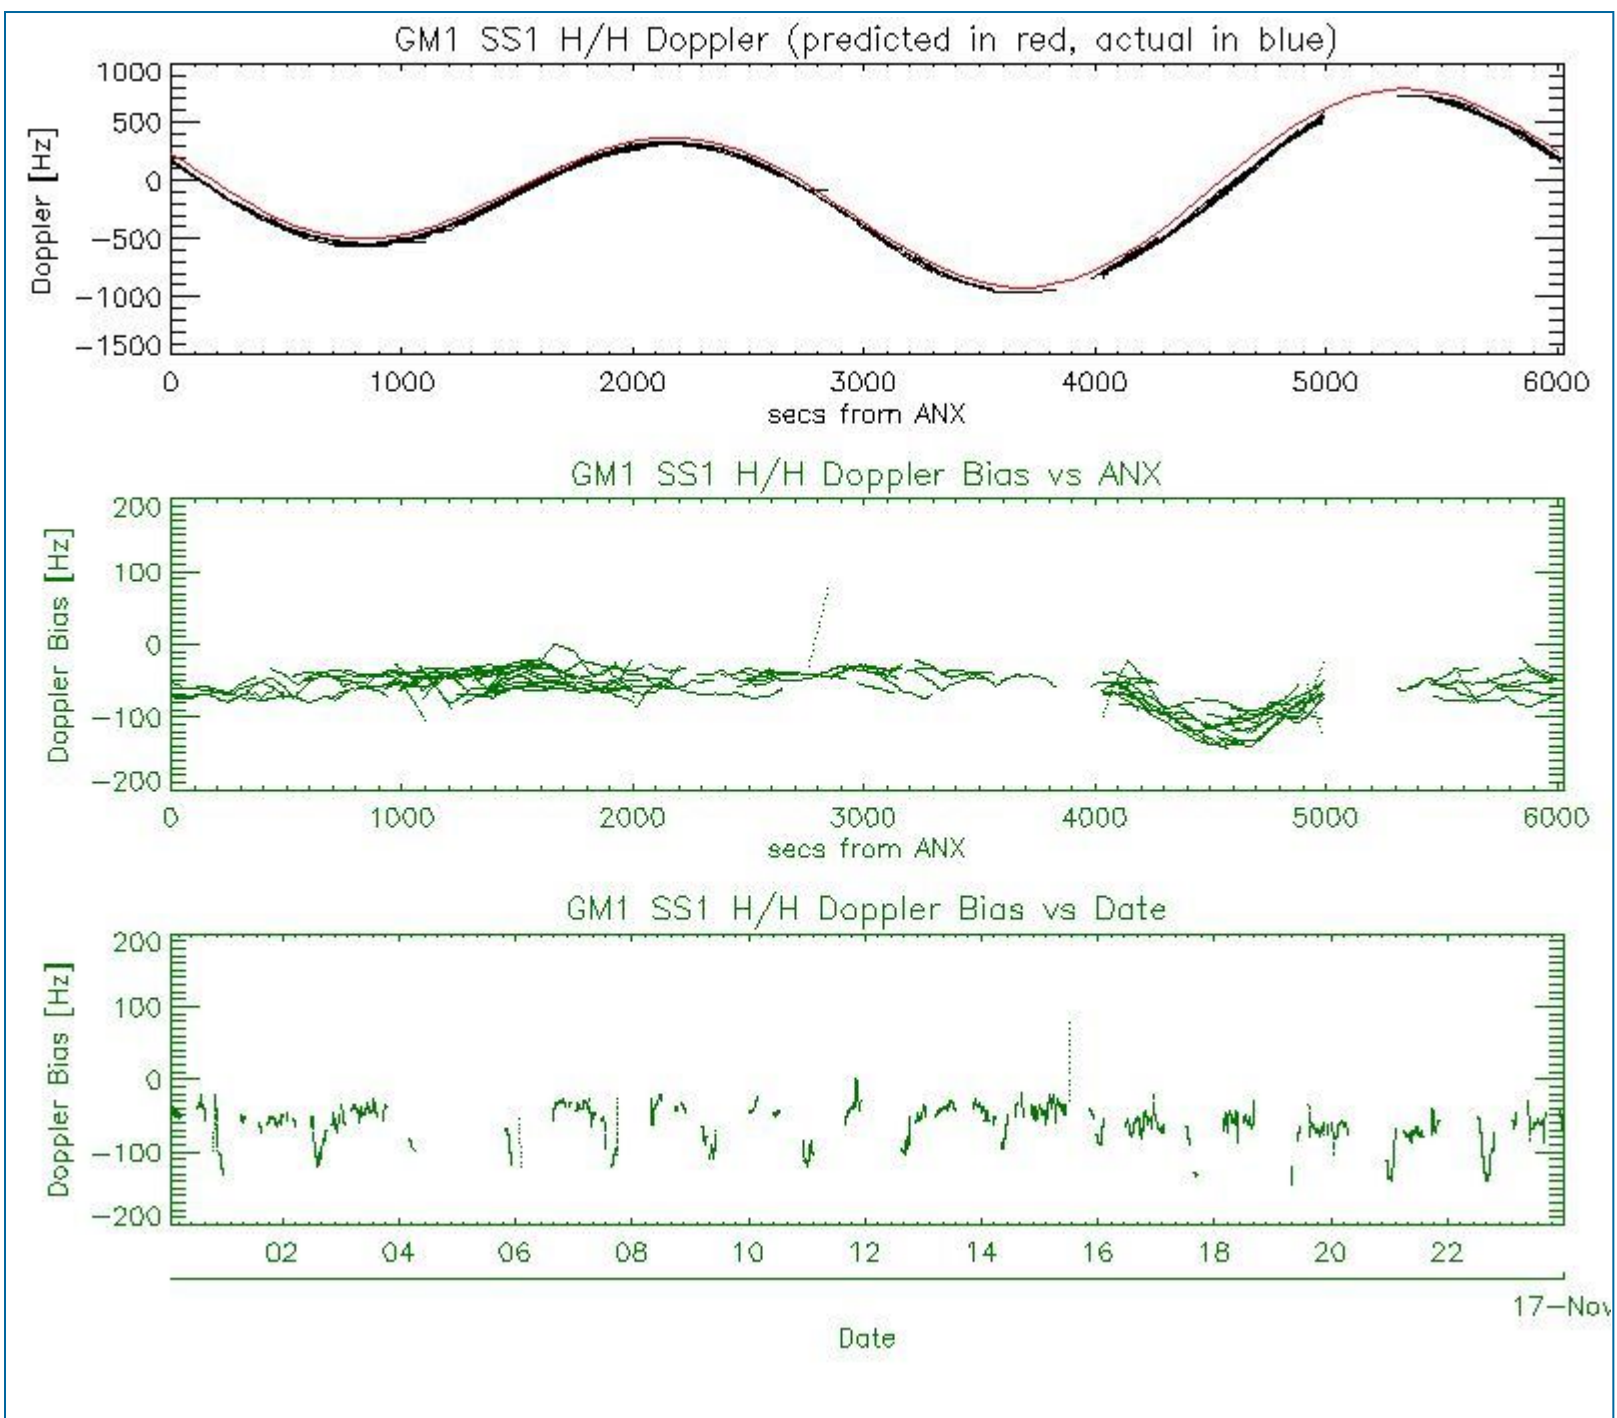 GM1 SS1 H/H Doppler (predicted in red, actual in blue)
Doppler [Hz]
1000
500
0
−500
−1000
−1500
0 1000 2000 3000 4000 5000 6000
secs from ANX
GM1 SS1 H/H Doppler Bias vs ANX
Doppler Bias [Hz]
200
100
0
−100
−200
0 1000 2000 3000 4000 5000 6000
secs from ANX
GM1 SS1 H/H Doppler Bias vs Date
Doppler Bias [Hz]
200
100
0
−100
−200
02 04 06 08 10 12 14 16 18 20 22
17−Nov
Date